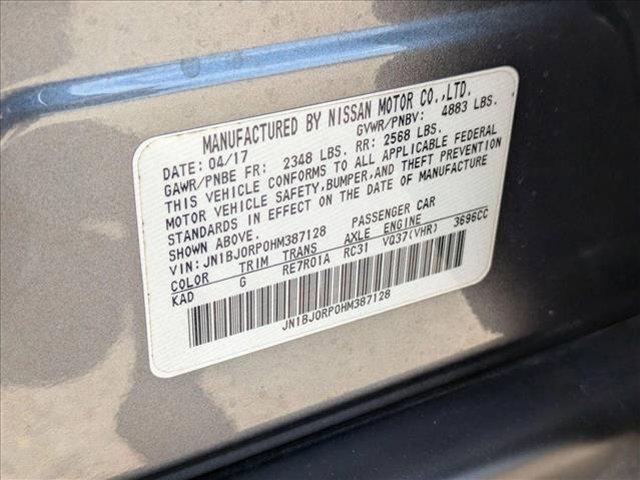 MANUFACTURED BY NISSAN MOTOR CO.,LTD.
DATE: 04/17 GVWR/PNBV: 4883 LBS.
GAWR/PNBE FR: 2348 LBS. RR: 2568 LBS.
THIS VEHICLE CONFORMS TO ALL APPLICABLE FEDERAL
MOTOR VEHICLE SAFETY, BUMPER, AND THEFT PREVENTION
STANDARDS IN EFFECT ON THE DATE OF MANUFACTURE
SHOWN ABOVE.
VIN: JN1BJ0RP0HM387128 PASSENGER CAR
COLOR TRIM TRANS AXLE ENGINE 3696CC
KAD G RE7R01A RC31 VQ37(VHR)
JN1BJ0RP0HM387128